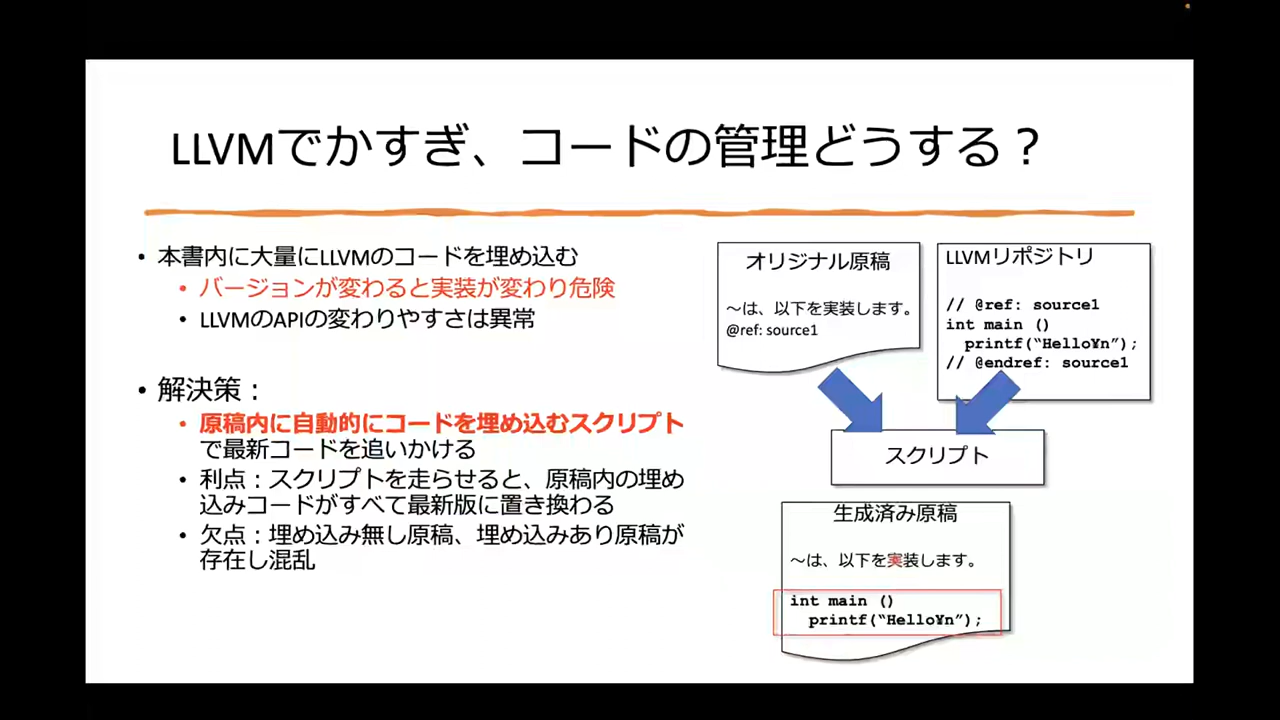 LLVMでかすぎ、コードの管理どうする？
• 本書内に大量にLLVMのコードを埋め込む
• バージョンが変わると実装が変わり危険
• LLVMのAPIの変わりやすさは異常
• 解決策：
• 原稿内に自動的にコードを埋め込むスクリプト
で最新コードを追いかける
• 利点：スクリプトを走らせると、原稿内の埋め
込みコードがすべて最新版に置き換わる
• 欠点：埋め込み無し原稿、埋め込みあり原稿が
存在し混乱
オリジナル原稿
～は、以下を実装します。
@ref: source1
LLVMリポジトリ
// @ref: source1
int main ()
printf(“Hello¥n”);
// @endref: source1
スクリプト
生成済み原稿
～は、以下を実装します。
int main ()
printf(“Hello¥n”);